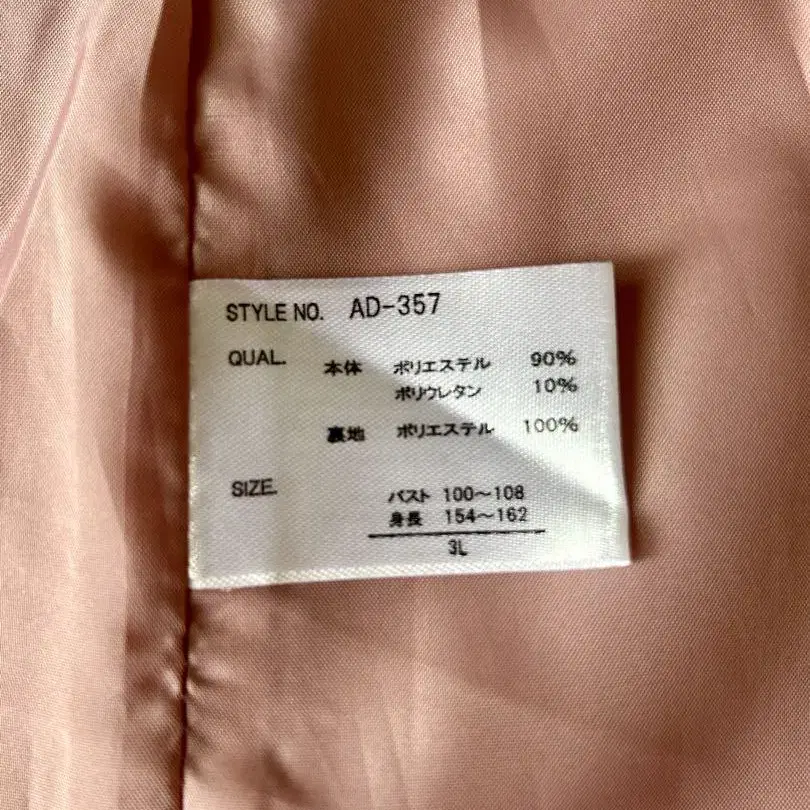 STYLE NO. AD-357
QUAL. 本体 ポリエステル 90%
ポリウレタン 10%
裏地 ポリエステル 100%
SIZE.
バスト 100～108
身長 154～162
3L